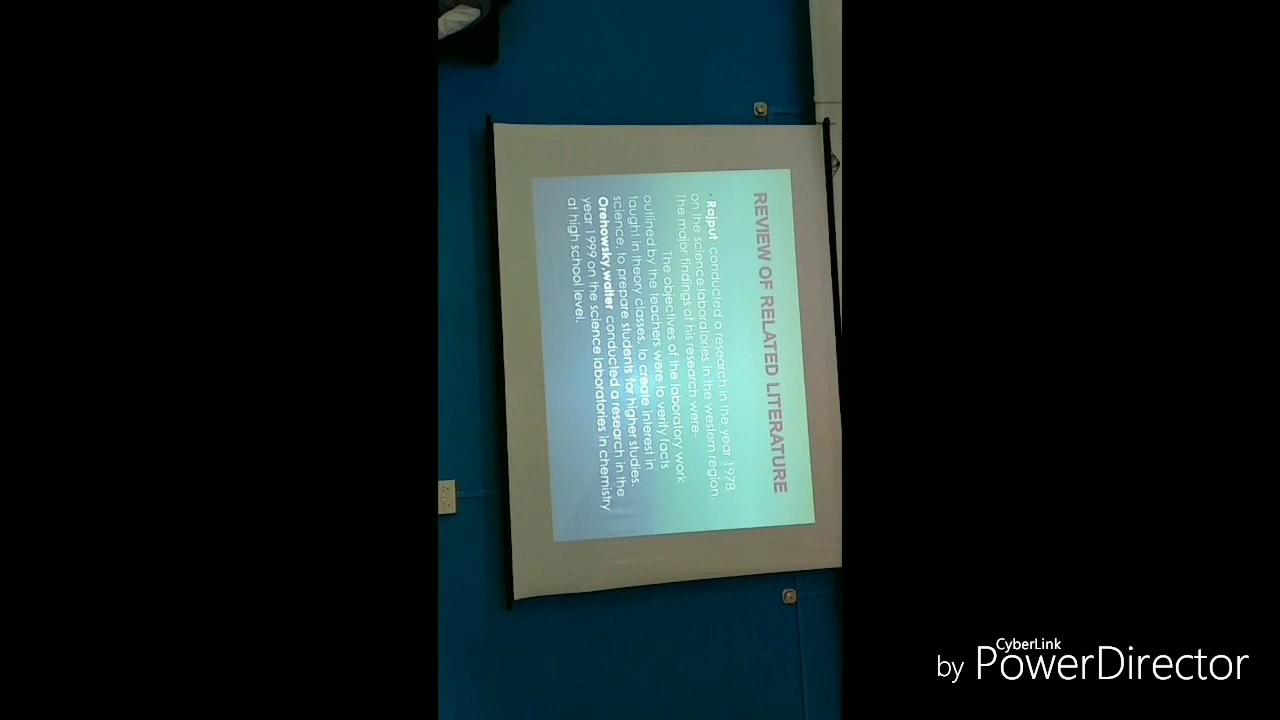 REVIEW OF RELATED LITERATURE
• Rajput conducted a research in the year 1978
on the science laboratories in the western region.
The major findings of his research were-
The objectives of the laboratory work
outlined by the teachers were to verify facts
taught in theory classes, to create interest in
science, to prepare students for higher studies.
Orehowsky,walter conducted a research in the
year 1999 on the science laboratories in chemistry
at high school level.
CyberLink
by PowerDirector